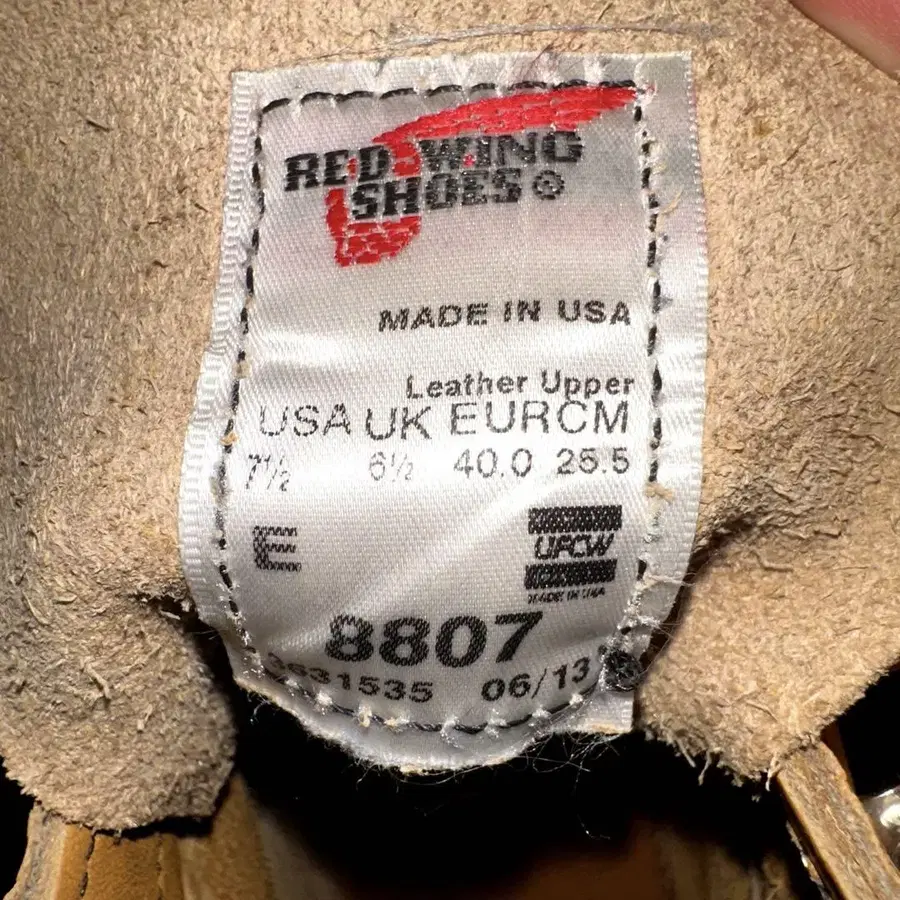 RED WING
SHOES®
MADE IN USA
Leather Upper
USA UK EUR CM
7½ 6½ 40.0 25.5
E
UFCW
MADE IN USA
8807
3631535 06/13